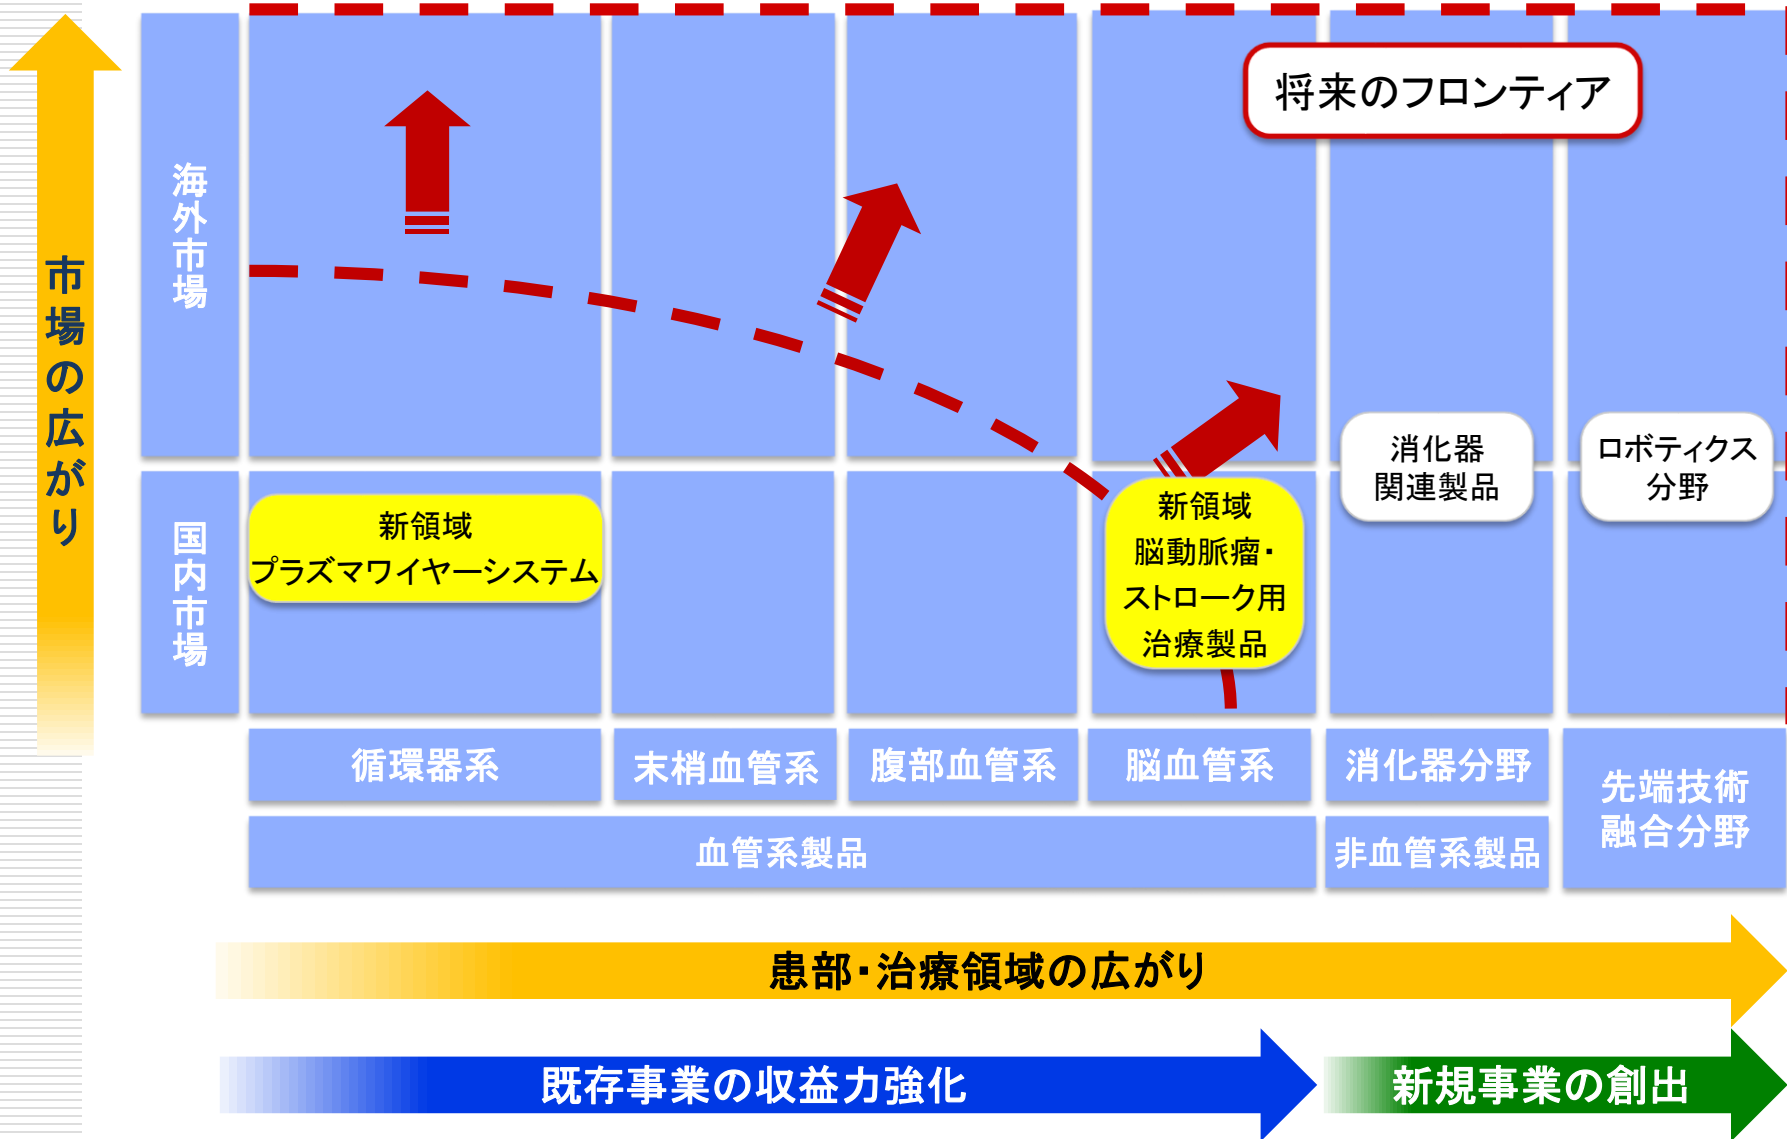 将来のフロンティア
海外市場
市場の広がり
消化器
関連製品
ロボティクス
分野
国内市場
新領域
プラズマワイヤーシステム
新領域
脳動脈瘤・
ストローク用
治療製品
循環器系
末梢血管系
腹部血管系
脳血管系
消化器分野
先端技術
融合分野
血管系製品
非血管系製品
患部・治療領域の広がり
既存事業の収益力強化
新規事業の創出